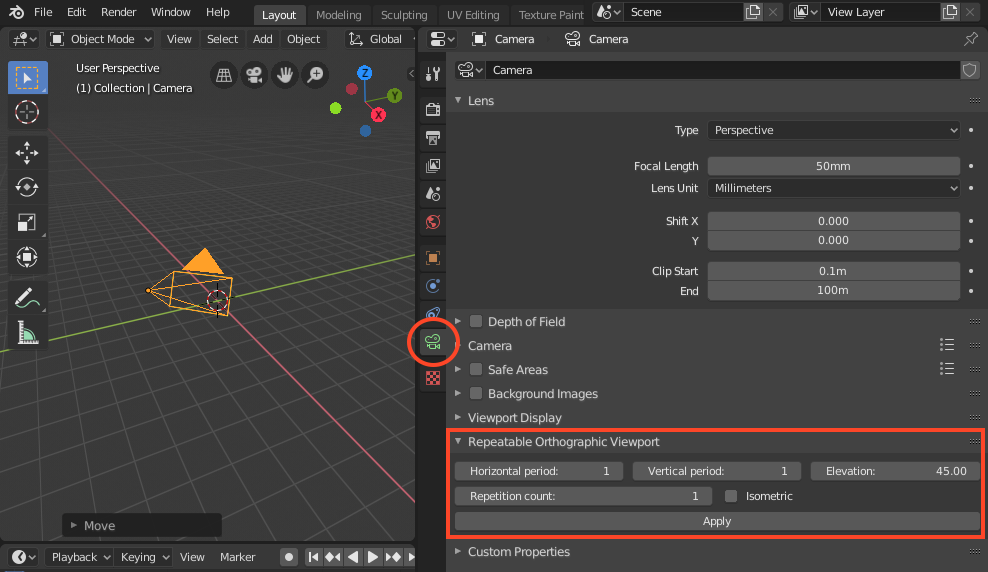 File Edit Render Window Help Layout Modeling Sculpting UV Editing Texture Paint Scene View Layer
Object Mode View Select Add Object Global Camera Camera
User Perspective
(1) Collection | Camera
Z
Y
X
Camera
Lens
Type Perspective
Focal Length 50mm
Lens Unit Millimeters
Shift X 0.000
Y 0.000
Clip Start 0.1m
End 100m
Depth of Field
Camera
Safe Areas
Background Images
Viewport Display
Repeatable Orthographic Viewport
Horizontal period: 1 Vertical period: 1 Elevation: 45.00
Repetition count: 1 Isometric
Apply
Move
Custom Properties
Playback Keying View Marker